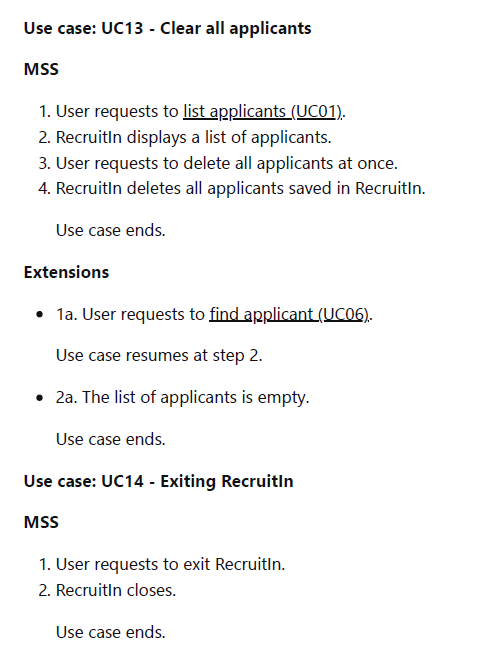 Use case: UC13 - Clear all applicants
MSS
1. User requests to list applicants (UC01).
2. RecruitIn displays a list of applicants.
3. User requests to delete all applicants at once.
4. RecruitIn deletes all applicants saved in RecruitIn.
Use case ends.
Extensions
• 1a. User requests to find applicant (UC06).
Use case resumes at step 2.
• 2a. The list of applicants is empty.
Use case ends.
Use case: UC14 - Exiting RecruitIn
MSS
1. User requests to exit RecruitIn.
2. RecruitIn closes.
Use case ends.